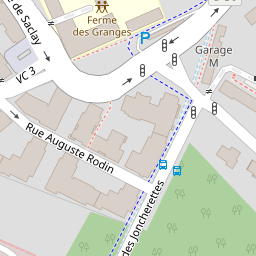 e de Saclay
Ferme
des Granges
P
Garage
M
VC 3
Rue Auguste Rodin
des Joncherettes